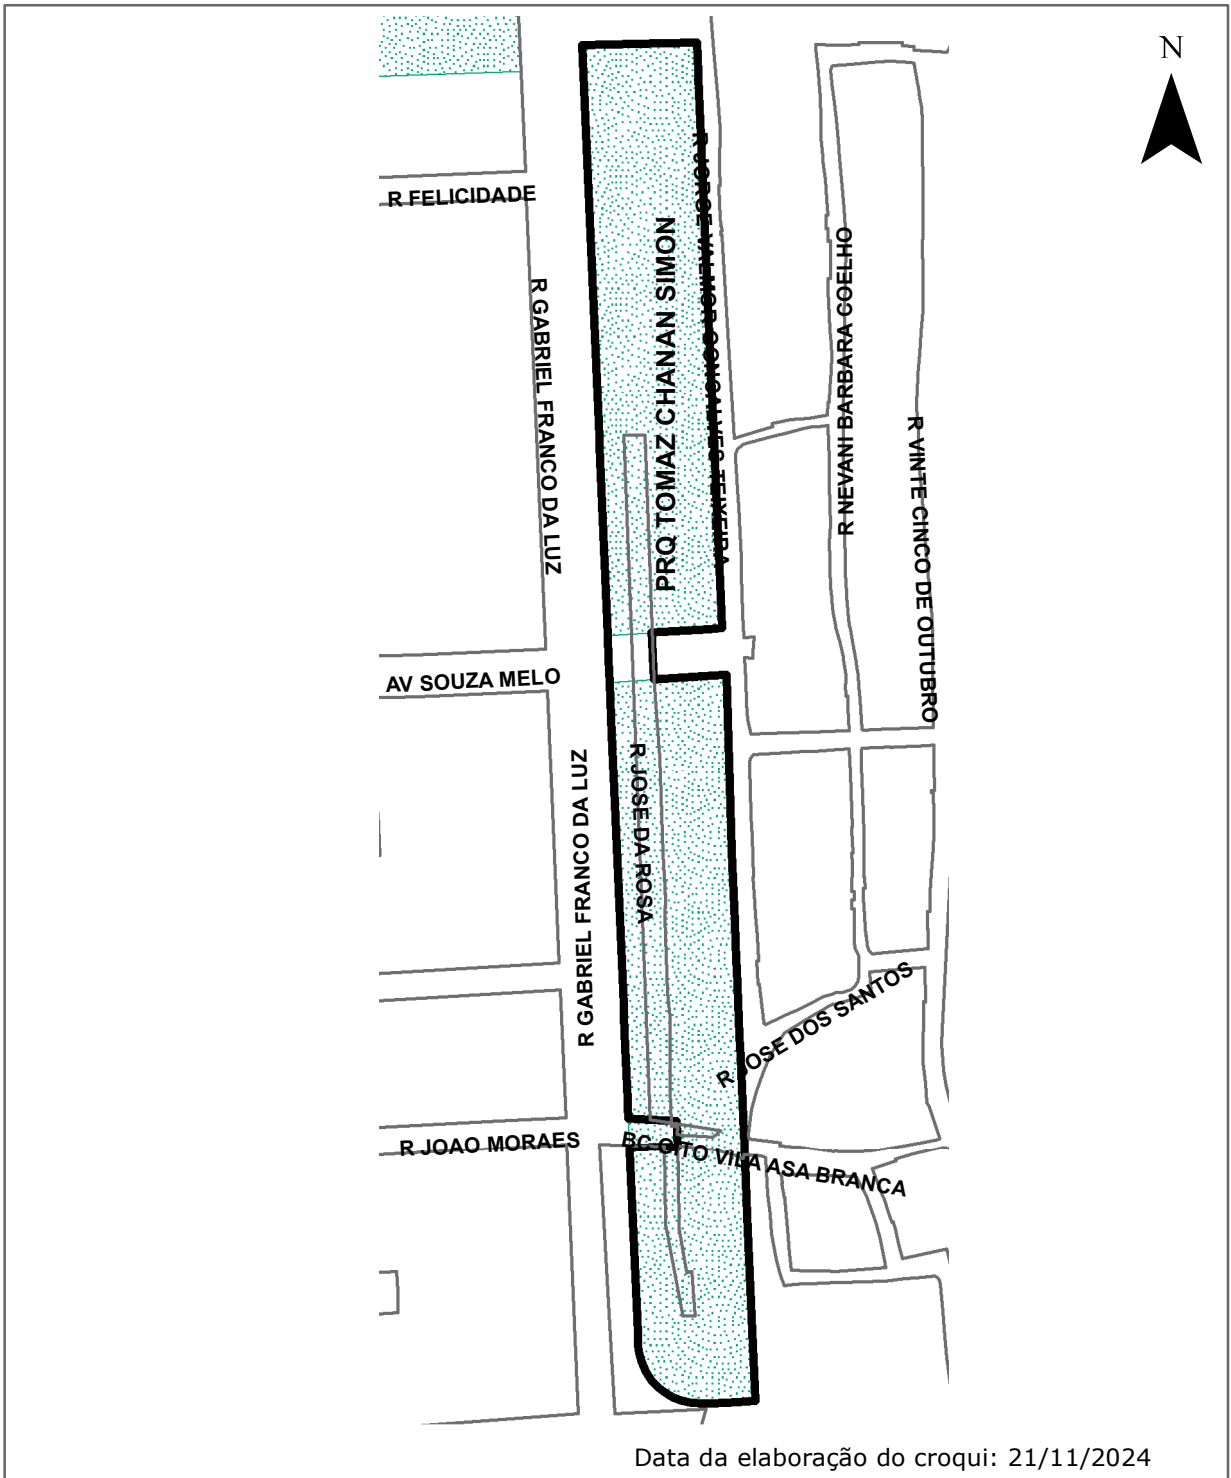 N
R FELICIDADE
R GABRIEL FRANCO DA LUZ
PRQ TOMAZ CHANAN SIMON
R JORGE VALMOR GONCALVES TEIXEIRA
R NEVANI BARBARA COELHO
R VINTE CINCO DE OUTUBRO
AV SOUZA MELO
R GABRIEL FRANCO DA LUZ
R JOSE DA ROSA
R JOSE DOS SANTOS
R JOAO MORAES
BC OITO VILA ASA BRANCA
Data da elaboração do croqui: 21/11/2024